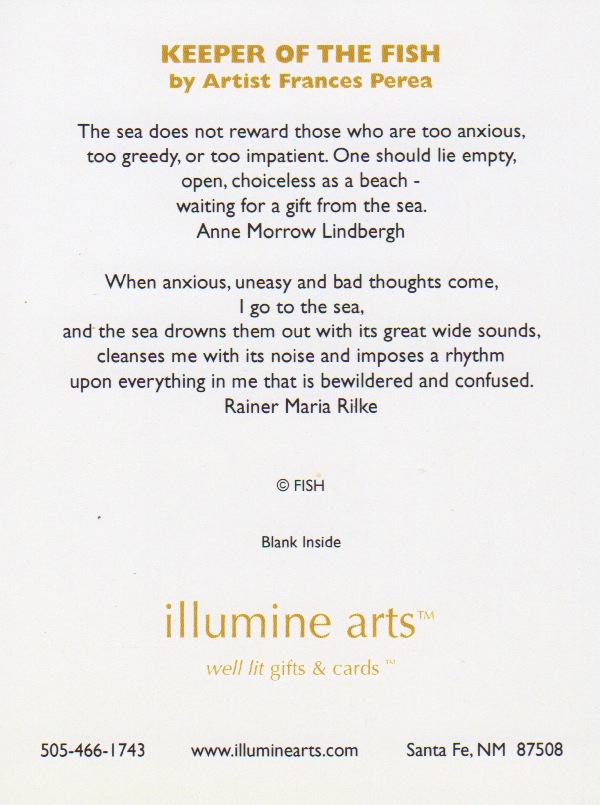 KEEPER OF THE FISH
by Artist Frances Perea
The sea does not reward those who are too anxious,
too greedy, or too impatient. One should lie empty,
open, choiceless as a beach -
waiting for a gift from the sea.
Anne Morrow Lindbergh
When anxious, uneasy and bad thoughts come,
I go to the sea,
and the sea drowns them out with its great wide sounds,
cleanses me with its noise and imposes a rhythm
upon everything in me that is bewildered and confused.
Rainer Maria Rilke
© FISH
Blank Inside
illumine arts™
well lit gifts & cards ™
505-466-1743 www.illuminearts.com Santa Fe, NM 87508